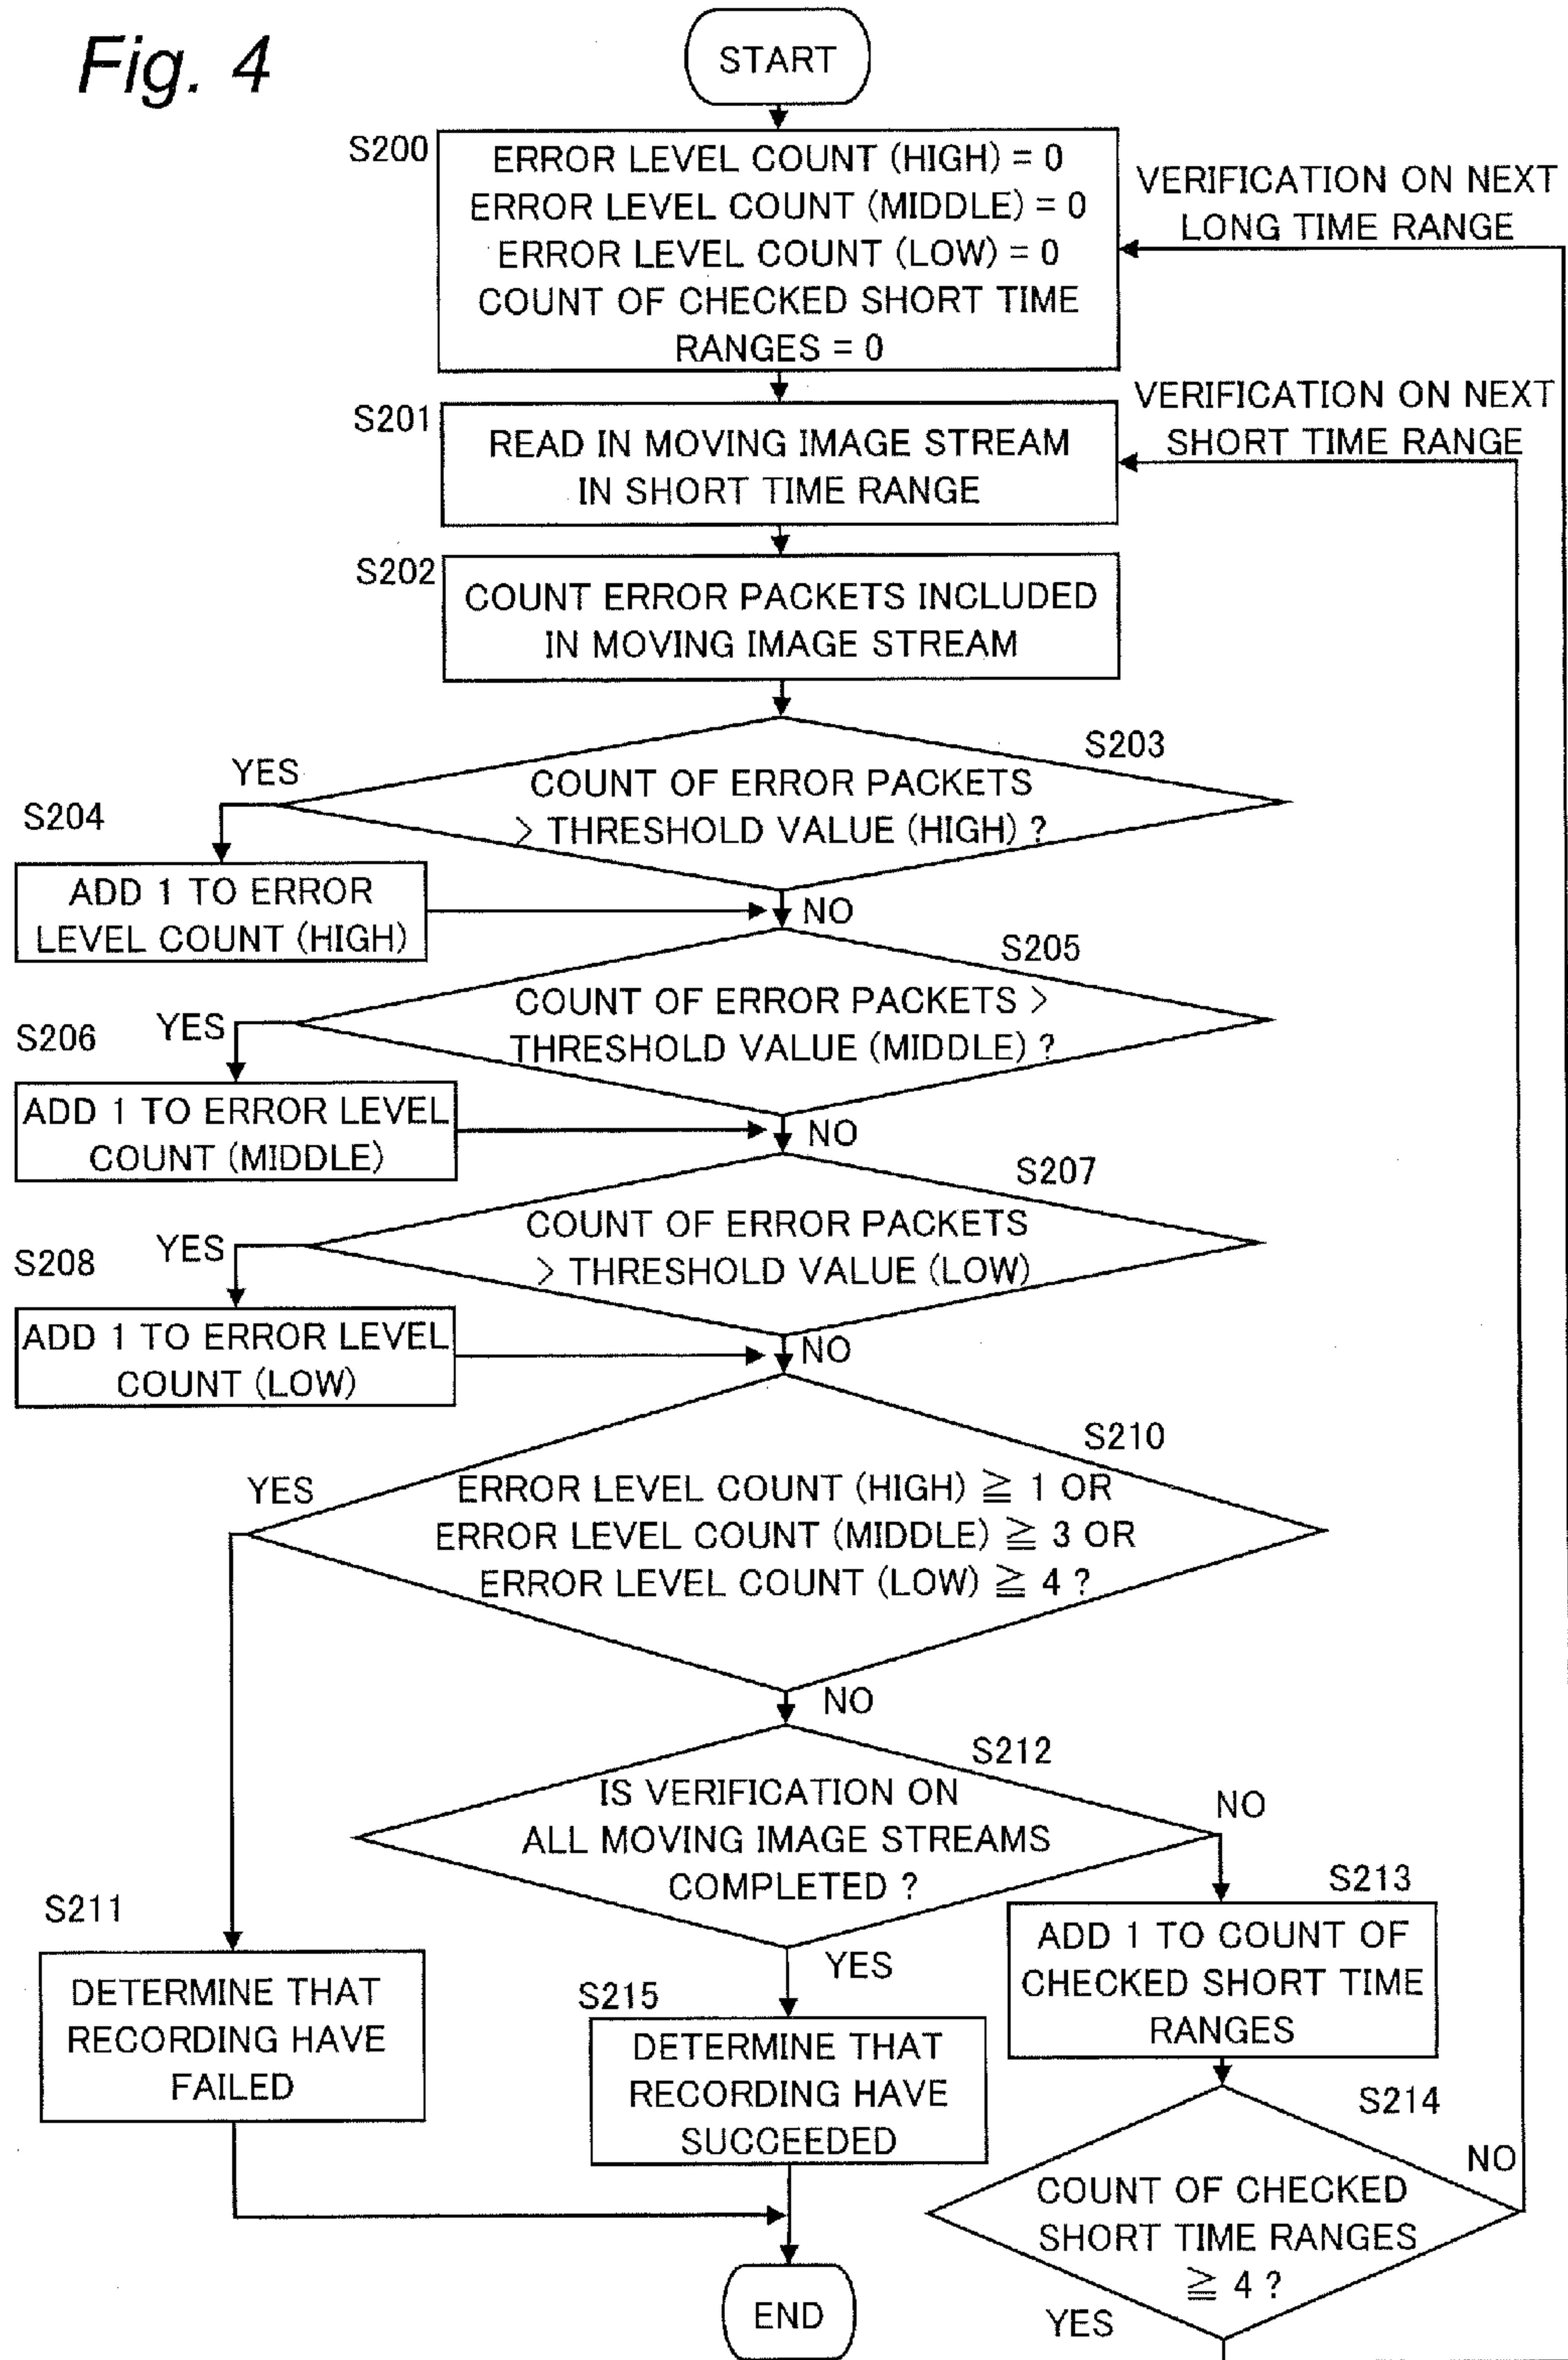 Fig. 4
START
S200
ERROR LEVEL COUNT (HIGH) = 0
ERROR LEVEL COUNT (MIDDLE) = 0
ERROR LEVEL COUNT (LOW) = 0
COUNT OF CHECKED SHORT TIME
RANGES = 0
VERIFICATION ON NEXT
LONG TIME RANGE
S201
READ IN MOVING IMAGE STREAM
IN SHORT TIME RANGE
VERIFICATION ON NEXT
SHORT TIME RANGE
S202
COUNT ERROR PACKETS INCLUDED
IN MOVING IMAGE STREAM
S203
COUNT OF ERROR PACKETS
> THRESHOLD VALUE (HIGH) ?
YES
NO
S204
ADD 1 TO ERROR
LEVEL COUNT (HIGH)
S205
COUNT OF ERROR PACKETS >
THRESHOLD VALUE (MIDDLE) ?
YES
NO
S206
ADD 1 TO ERROR LEVEL
COUNT (MIDDLE)
S207
COUNT OF ERROR PACKETS
> THRESHOLD VALUE (LOW)
YES
NO
S208
ADD 1 TO ERROR LEVEL
COUNT (LOW)
S210
ERROR LEVEL COUNT (HIGH) ≧ 1 OR
ERROR LEVEL COUNT (MIDDLE) ≧ 3 OR
ERROR LEVEL COUNT (LOW) ≧ 4 ?
YES
NO
S212
IS VERIFICATION ON
ALL MOVING IMAGE STREAMS
COMPLETED ?
NO
YES
S211
DETERMINE THAT
RECORDING HAVE
FAILED
S215
DETERMINE THAT
RECORDING HAVE
SUCCEEDED
S213
ADD 1 TO COUNT OF
CHECKED SHORT TIME
RANGES
S214
COUNT OF CHECKED
SHORT TIME RANGES
≧ 4 ?
NO
YES
END